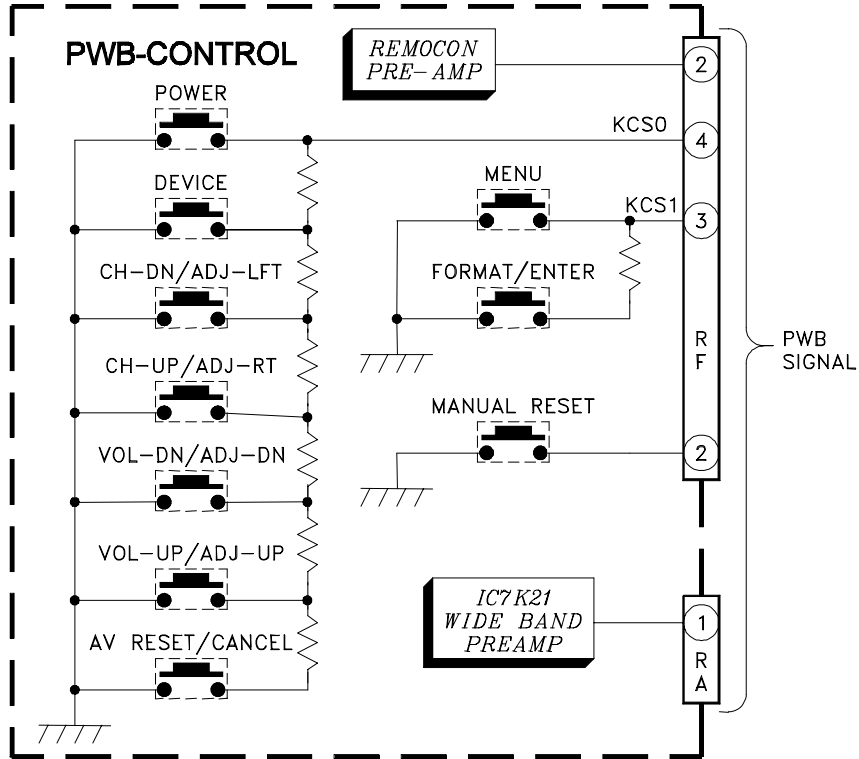 PWB-CONTROL
REMOCON
PRE-AMP
2
POWER
KCS0
4
DEVICE
MENU
KCS1
3
CH-DN/ADJ-LFT
FORMAT/ENTER
CH-UP/ADJ-RT
R
F
PWB
SIGNAL
MANUAL RESET
VOL-DN/ADJ-DN
2
VOL-UP/ADJ-UP
IC7K21
WIDE BAND
PREAMP
1
AV RESET/CANCEL
R
A